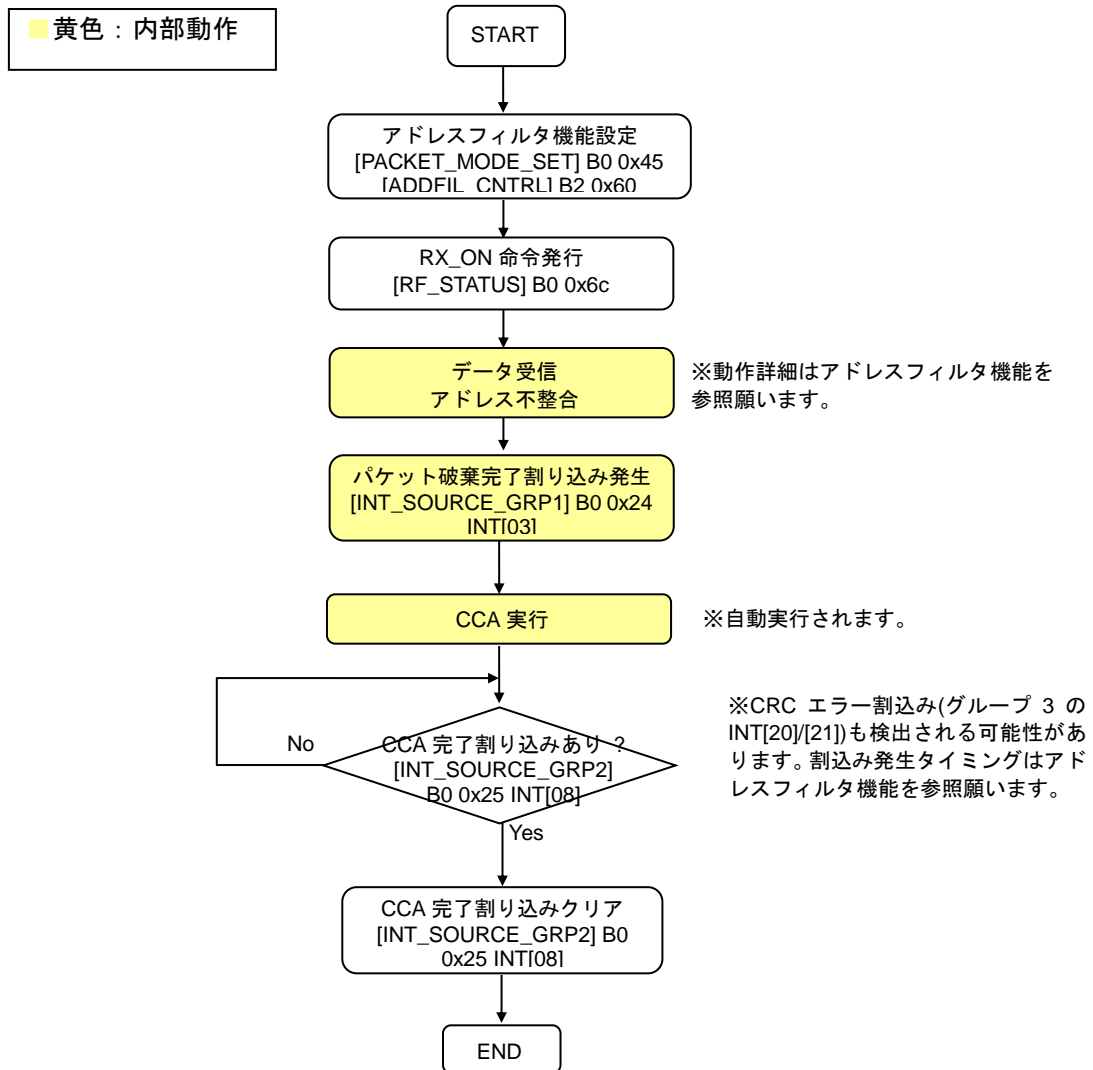 黄色：内部動作
START
アドレスフィルタ機能設定
[PACKET_MODE_SET] B0 0x45
[ADDFIL_CNTRL] B2 0x60
RX_ON 命令発行
[RF_STATUS] B0 0x6c
データ受信
アドレス不整合
※動作詳細はアドレスフィルタ機能を
参照願います。
パケット破棄完了割り込み発生
[INT_SOURCE_GRP1] B0 0x24
INT[03]
CCA 実行
※自動実行されます。
※CRC エラー割込み(グループ 3 の
INT[20]/[21])も検出される可能性があ
ります。割込み発生タイミングはアド
レスフィルタ機能を参照願います。
No
CCA 完了割り込みあり ?
[INT_SOURCE_GRP2]
B0 0x25 INT[08]
Yes
CCA 完了割り込みクリア
[INT_SOURCE_GRP2] B0
0x25 INT[08]
END